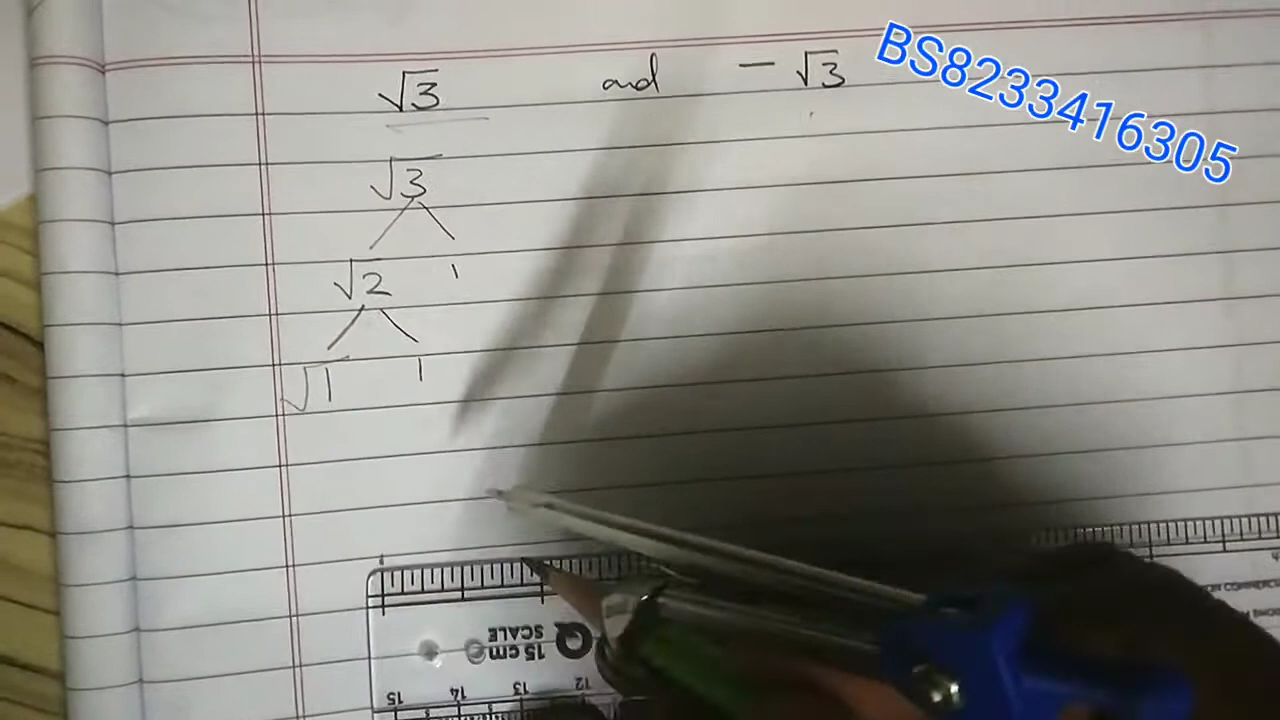 √3 and - √3
BS8233416305
√3
√2 1
√1 1
SCALE
15 cm
15 14 13 12